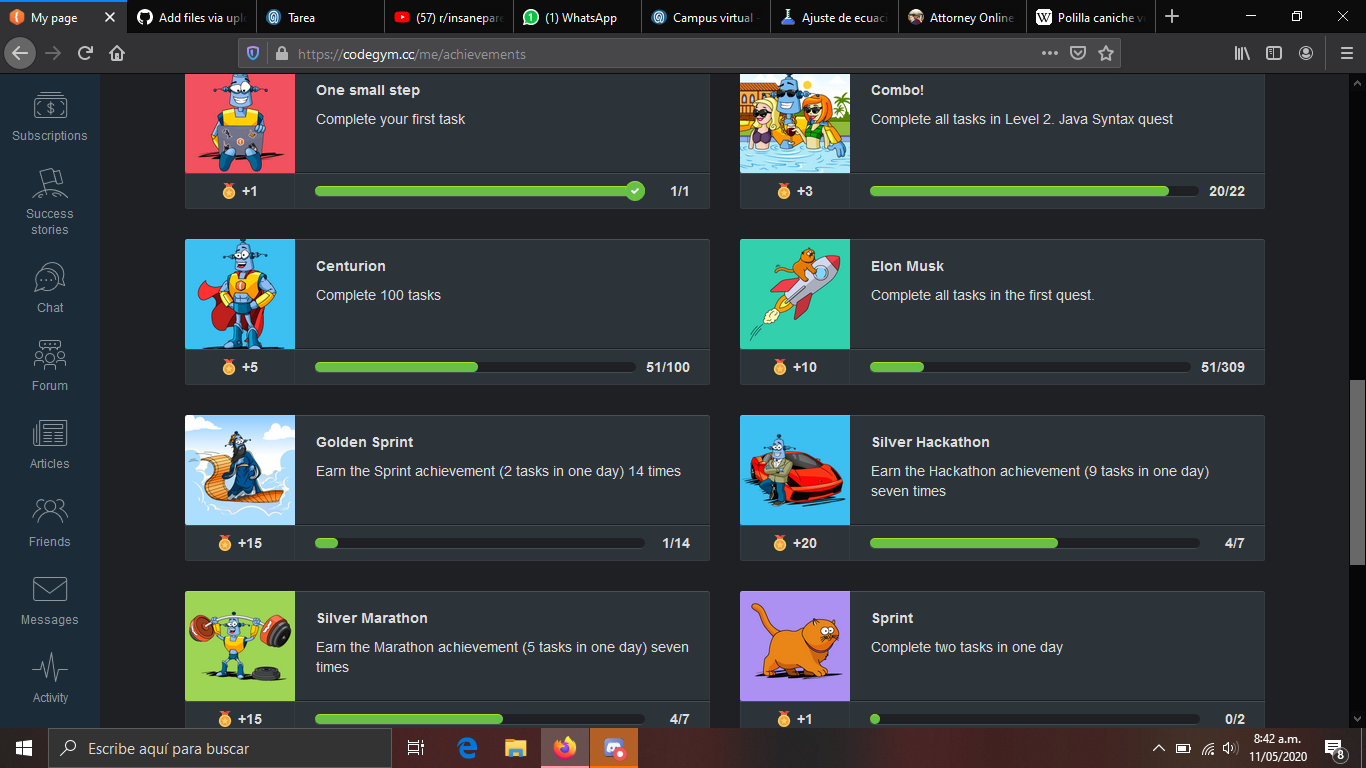 My page
Add files via uplo
Tarea
(57) r/insanepare
(1) WhatsApp
Campus virtual -
Ajuste de ecuaci
Attorney Online
Polilla caniche v
https://codegym.cc/me/achievements
Subscriptions
Success
stories
Chat
Forum
Articles
Friends
Messages
Activity
One small step
Complete your first task
+1
1/1
Combo!
Complete all tasks in Level 2. Java Syntax quest
+3
20/22
Centurion
Complete 100 tasks
+5
51/100
Elon Musk
Complete all tasks in the first quest.
+10
51/309
Golden Sprint
Earn the Sprint achievement (2 tasks in one day) 14 times
+15
1/14
Silver Hackathon
Earn the Hackathon achievement (9 tasks in one day)
seven times
+20
4/7
Silver Marathon
Earn the Marathon achievement (5 tasks in one day) seven
times
+15
4/7
Sprint
Complete two tasks in one day
+1
0/2
Escribe aquí para buscar
8:42 a.m.
11/05/2020
8